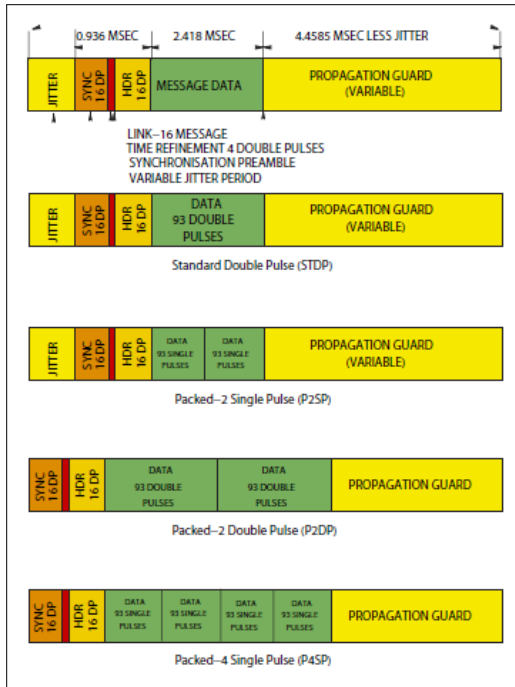 0.936 MSEC 2.418 MSEC 4.4585 MSEC LESS JITTER
JITTER
SYNC
16 DP
HDR
16 DP
MESSAGE DATA
PROPAGATION GUARD
(VARIABLE)
LINK–16 MESSAGE
TIME REFINEMENT 4 DOUBLE PULSES
SYNCHRONISATION PREAMBLE
VARIABLE JITTER PERIOD
JITTER
SYNC
16 DP
HDR
16 DP
DATA
93 DOUBLE
PULSES
PROPAGATION GUARD
(VARIABLE)
Standard Double Pulse (STDP)
JITTER
SYNC
16 DP
HDR
16 DP
DATA
93 SINGLE
PULSES
DATA
93 SINGLE
PULSES
PROPAGATION GUARD
(VARIABLE)
Packed–2 Single Pulse (P2SP)
SYNC
16 DP
HDR
16 DP
DATA
93 DOUBLE
PULSES
DATA
93 DOUBLE
PULSES
PROPAGATION GUARD
Packed–2 Double Pulse (P2DP)
SYNC
16 DP
HDR
16 DP
DATA
93 SINGLE
PULSES
DATA
93 SINGLE
PULSES
DATA
93 SINGLE
PULSES
DATA
93 SINGLE
PULSES
PROPAGATION GUARD
Packed–4 Single Pulse (P4SP)